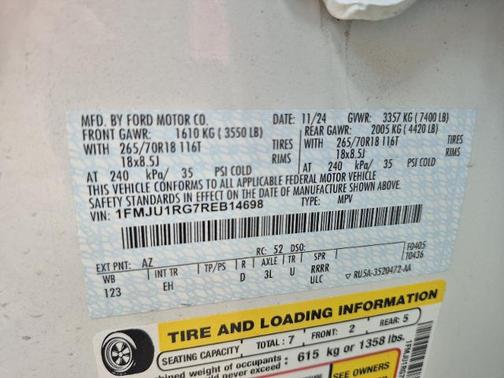 MFD. BY FORD MOTOR CO.
DATE: 11/24 GVWR: 3357 KG (7400 LB)
FRONT GAWR: 1610 KG (3550 LB)
REAR GAWR: 2005 KG (4420 LB)
WITH 265/70R18 116T TIRES
WITH 265/70R18 116T TIRES
18x8.5J RIMS
18x8.5J
AT 240 kPa/ 35 PSI COLD
AT 240 kPa/ 35 PSI COLD
THIS VEHICLE CONFORMS TO ALL APPLICABLE FEDERAL MOTOR VEHICLE
SAFETY STANDARDS IN EFFECT ON THE DATE OF MANUFACTURE SHOWN ABOVE.
VIN: 1FMJU1RG7REB14698
TYPE: MPV
EXT PNT: AZ RC: 52 DSO: F0405
T0436
WB INT TR TP/PS R AXLE TR SPR
123 EH D 3L U RRRR
ULC RU5A-3520472-AA
TIRE AND LOADING INFORMATION
SEATING CAPACITY TOTAL: 7 FRONT: 2 REAR: 5
weight of occupants
615 kg or 1358 lbs.
never exceed